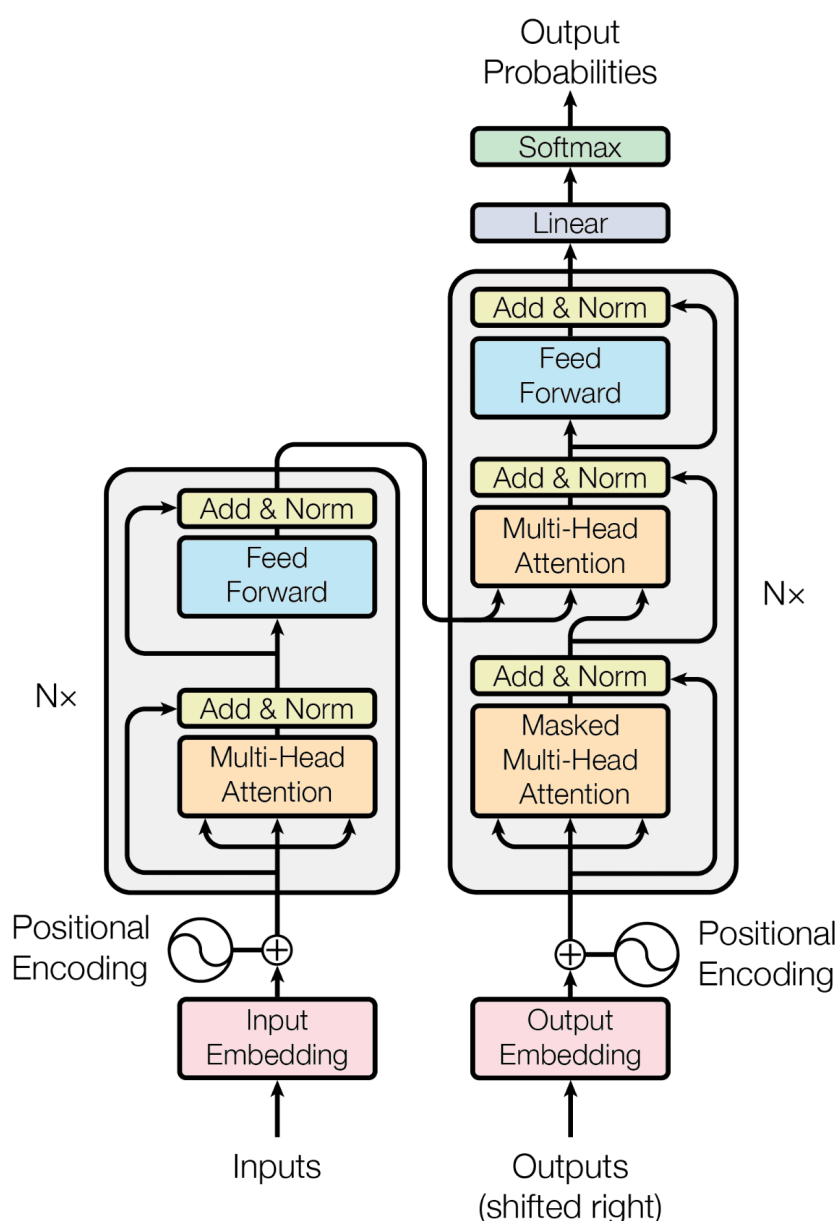 Output
Probabilities
Softmax
Linear
Add & Norm
Feed
Forward
Add & Norm
Multi-Head
Attention
Add & Norm
Masked
Multi-Head
Attention
N×
Add & Norm
Feed
Forward
Add & Norm
Multi-Head
Attention
N×
Positional
Encoding
Positional
Encoding
Input
Embedding
Output
Embedding
Inputs
Outputs
(shifted right)